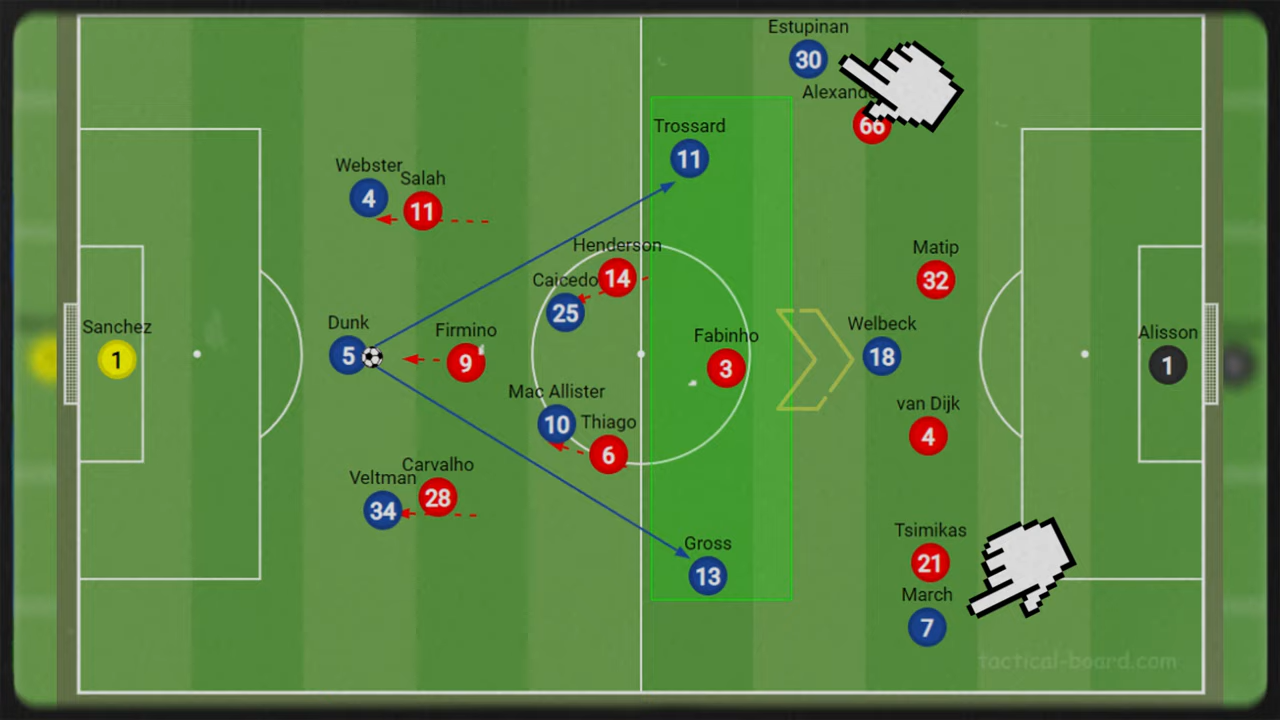 Estupinan
30
Alexand
66
Trossard
11
Webster
4
Salah
11
Henderson
14
Caicedo
25
Matip
32
Sanchez
1
Dunk
5
Firmino
9
Fabinho
3
Welbeck
18
Alisson
1
Mac Allister
10
Thiago
6
van Dijk
4
Carvalho
28
Veltman
34
Gross
13
Tsimikas
21
March
7
tactical-board.com